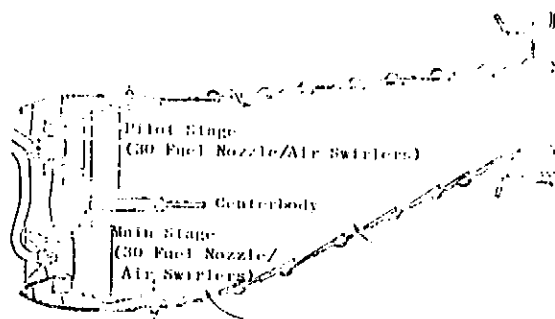 Pilot Stage
(30 Fuel Nozzle/Air Swirlers)
Centerbody
Main Stage
(30 Fuel Nozzle/
Air Swirlers)